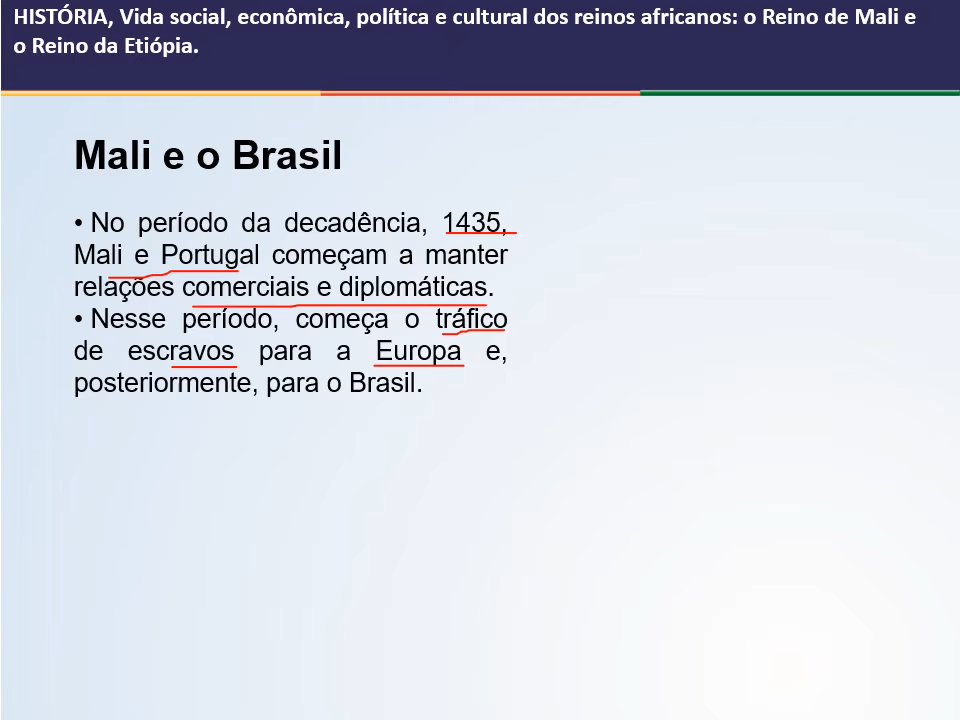 HISTÓRIA, Vida social, econômica, política e cultural dos reinos africanos: o Reino de Mali e
o Reino da Etiópia.
Mali e o Brasil
• No período da decadência, 1435,
Mali e Portugal começam a manter
relações comerciais e diplomáticas.
• Nesse período, começa o tráfico
de escravos para a Europa e,
posteriormente, para o Brasil.